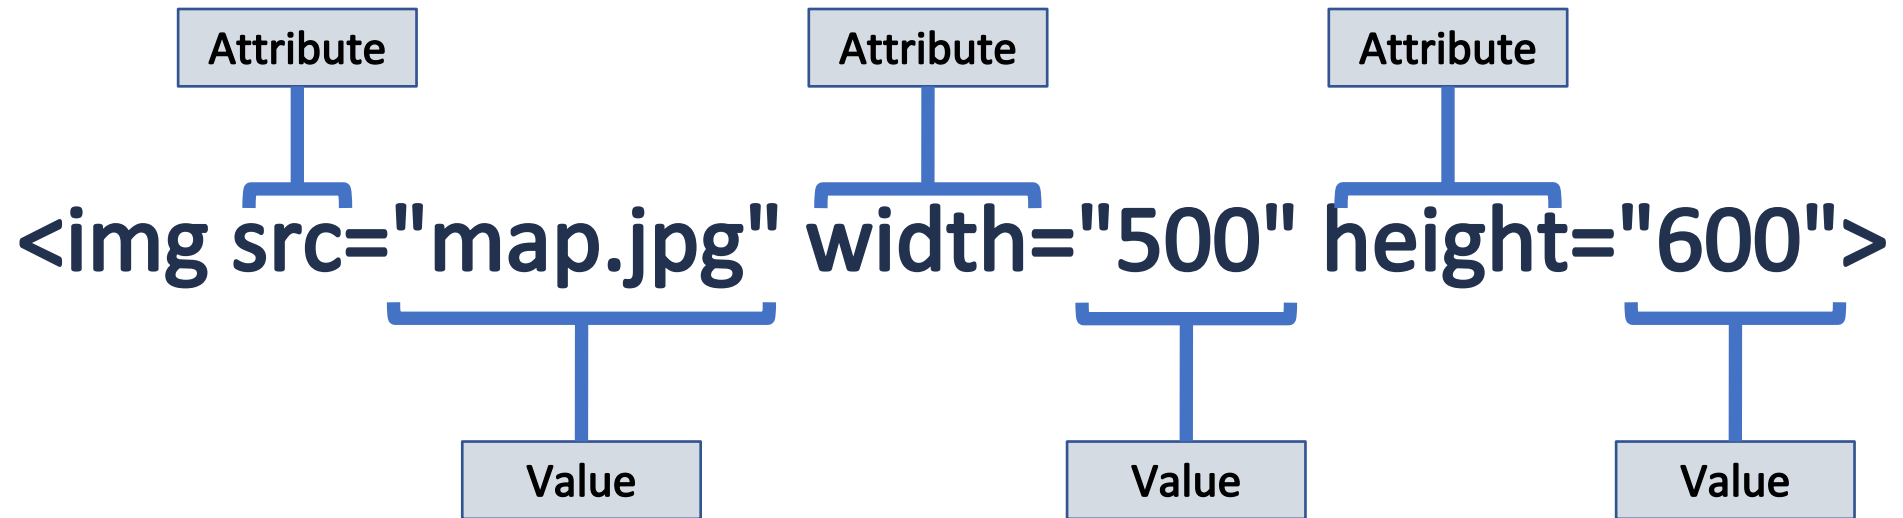 Attribute Attribute Attribute
<img src="map.jpg" width="500" height="600">
Value Value Value